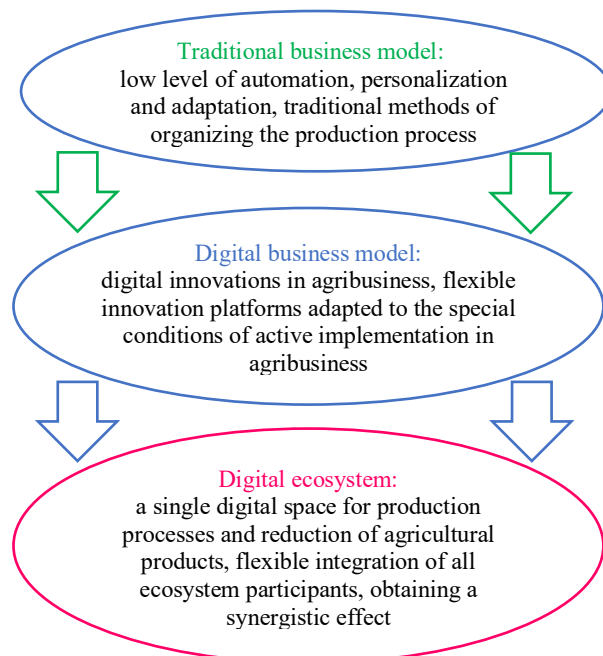 Traditional business model:
low level of automation, personalization
and adaptation, traditional methods of
organizing the production process
Digital business model:
digital innovations in agribusiness, flexible
innovation platforms adapted to the special
conditions of active implementation in
agribusiness
Digital ecosystem:
a single digital space for production
processes and reduction of agricultural
products, flexible integration of all
ecosystem participants, obtaining a
synergistic effect